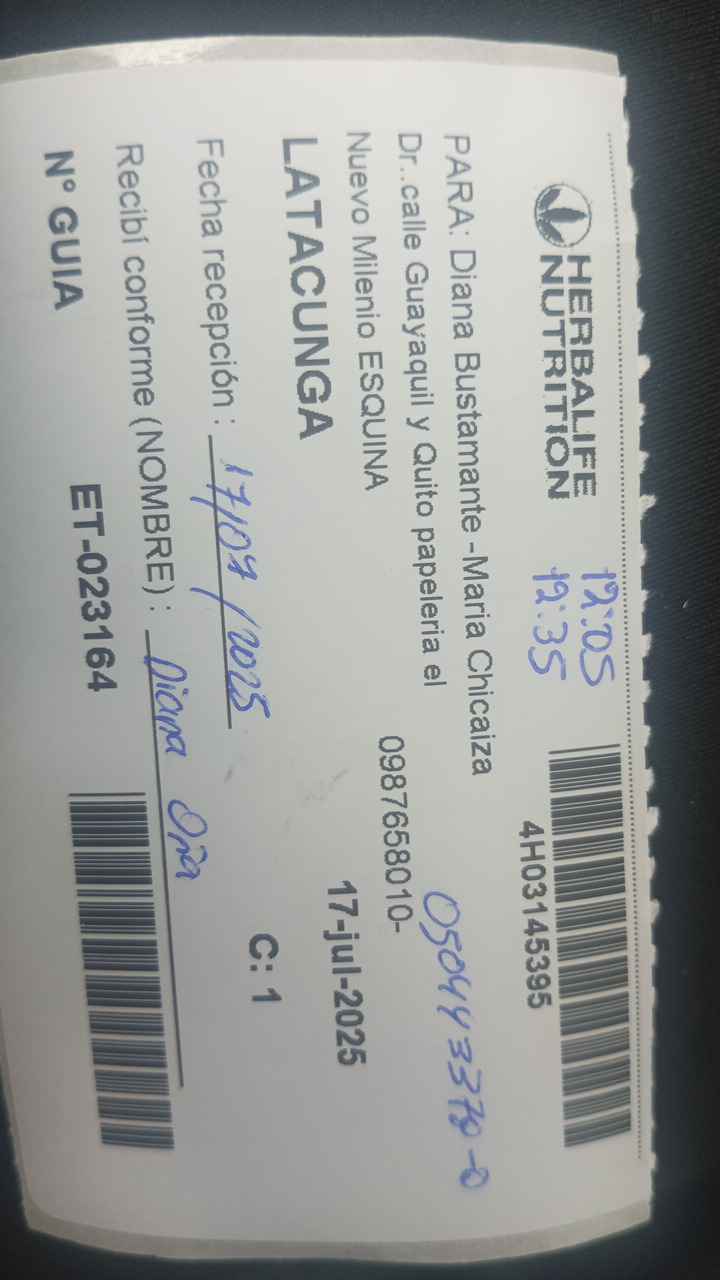 HERBALIFE
NUTRITION
12:05
12:35
4H03145395
PARA: Diana Bustamante -Maria Chicaiza
Dr..calle Guayaquil y Quito papeleria el
Nuevo Milenio ESQUINA
0987658010-
LATACUNGA
17-jul-2025
Fecha recepción : 17/07/2025
C: 1
Recibí conforme (NOMBRE) : Diana Oña
N° GUIA
ET-023164